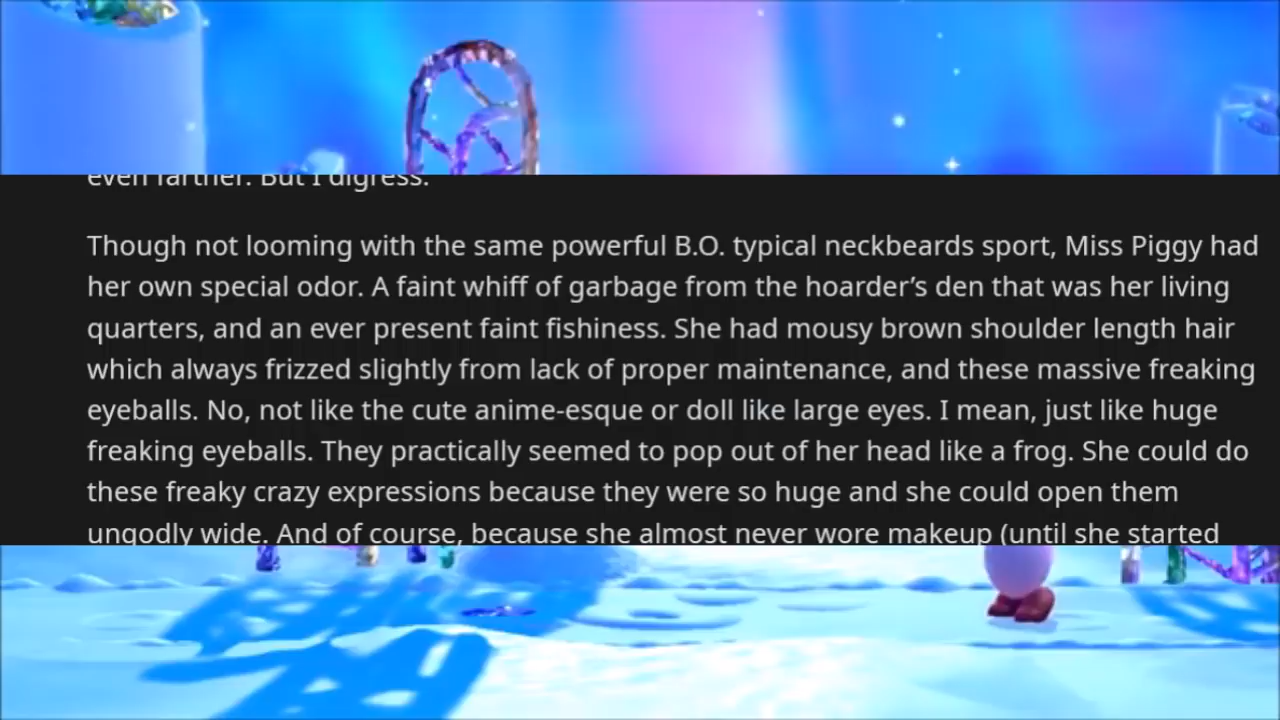 even farther. But I digress.
Though not looming with the same powerful B.O. typical neckbeards sport, Miss Piggy had
her own special odor. A faint whiff of garbage from the hoarder’s den that was her living
quarters, and an ever present faint fishiness. She had mousy brown shoulder length hair
which always frizzed slightly from lack of proper maintenance, and these massive freaking
eyeballs. No, not like the cute anime-esque or doll like large eyes. I mean, just like huge
freaking eyeballs. They practically seemed to pop out of her head like a frog. She could do
these freaky crazy expressions because they were so huge and she could open them
ungodly wide. And of course, because she almost never wore makeup (until she started